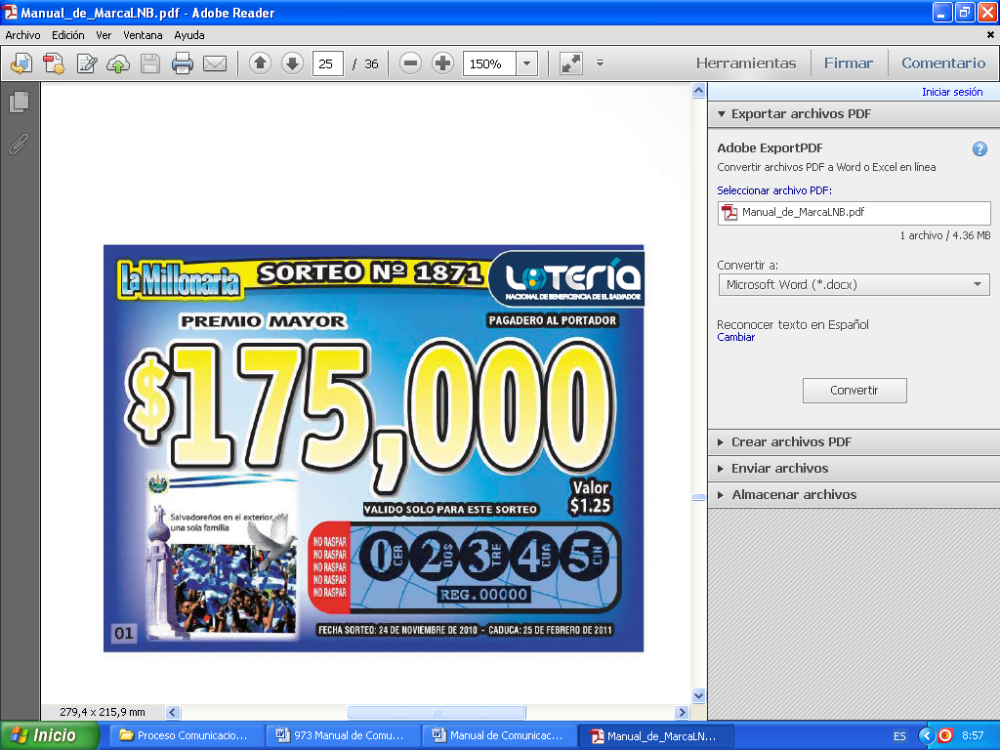 Manual_de_MarcaLNB.pdf - Adobe Reader
Archivo Edición Ver Ventana Ayuda
25 / 36 150% Herramientas Firmar Comentario
Iniciar sesión
Exportar archivos PDF
Adobe ExportPDF
Convertir archivos PDF a Word o Excel en línea
Seleccionar archivo PDF:
Manual_de_MarcaLNB.pdf
1 archivo / 4.36 MB
Convertir a:
Microsoft Word (*.docx)
Reconocer texto en Español
Cambiar
Convertir
Crear archivos PDF
Enviar archivos
Almacenar archivos
La Millonaria SORTEO Nº 1871 LOTERÍA
NACIONAL DE BENEFICENCIA DE EL SALVADOR
PREMIO MAYOR PAGADERO AL PORTADOR
$175,000
Valor
$1.25
VALIDO SOLO PARA ESTE SORTEO
Salvadoreños en el exterior,
una sola familia
NO RASPAR
NO RASPAR
NO RASPAR
NO RASPAR
NO RASPAR
0 CER 2 DOS 3 TRE 4 CUA 5 CIN
REG.00000
01
FECHA SORTEO: 24 DE NOVIEMBRE DE 2010 - CADUCA: 25 DE FEBRERO DE 2011
279,4 x 215,9 mm
Inicio Proceso Comunicacio... 973 Manual de Comu... Manual de Comunicac... Manual_de_MarcaLN... ES 8:57